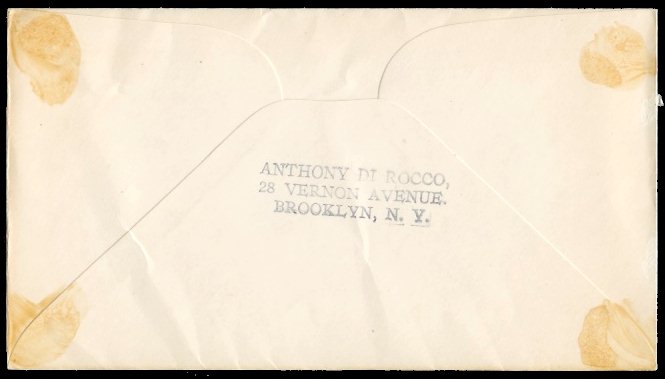 ANTHONY DI ROCCO,
28 VERNON AVENUE.
BROOKLYN, N. Y.